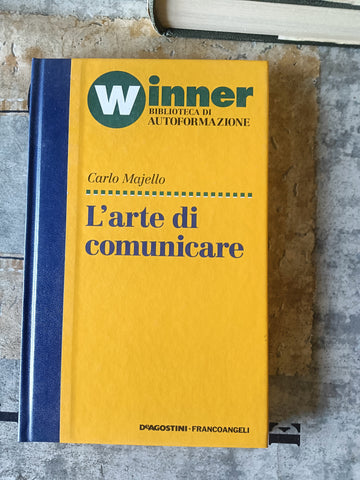 Winner
BIBLIOTECA DI
AUTOFORMAZIONE
Carlo Majello
L'arte di
comunicare
DEAGOSTINI - FRANCOANGELI